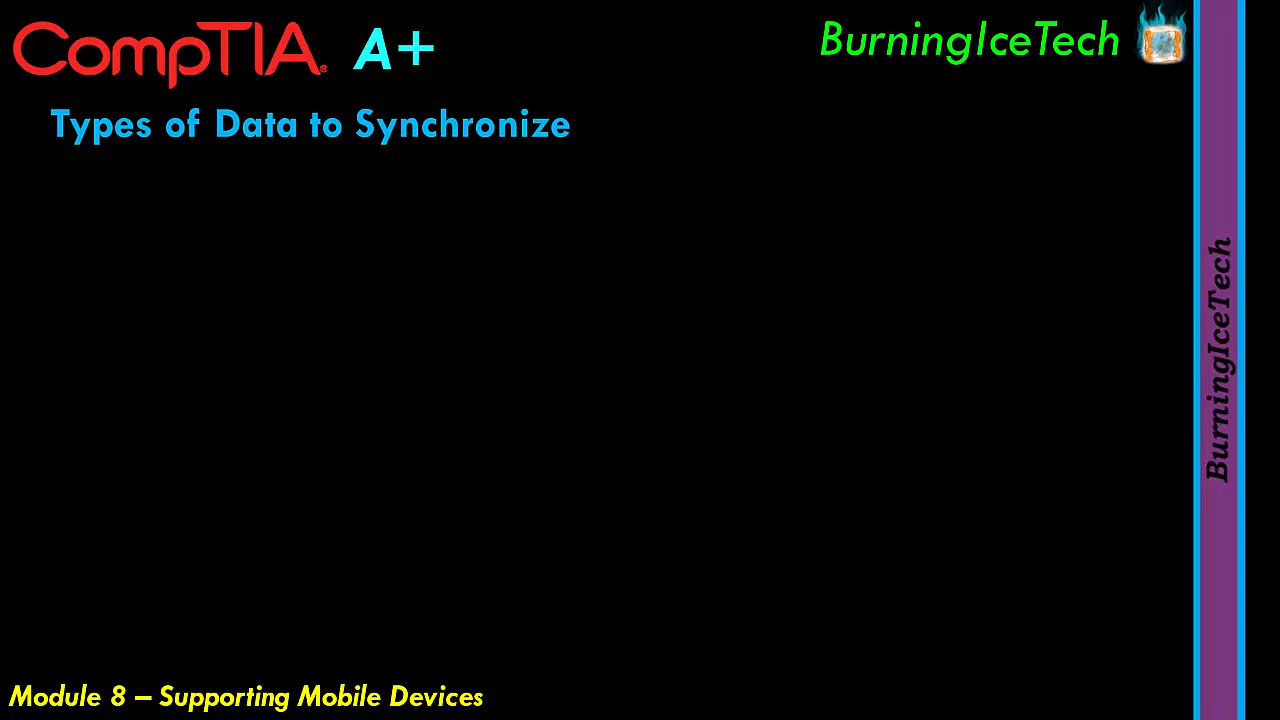 CompTIA® A+
BurningIceTech
Types of Data to Synchronize
BurningIceTech
Module 8 – Supporting Mobile Devices